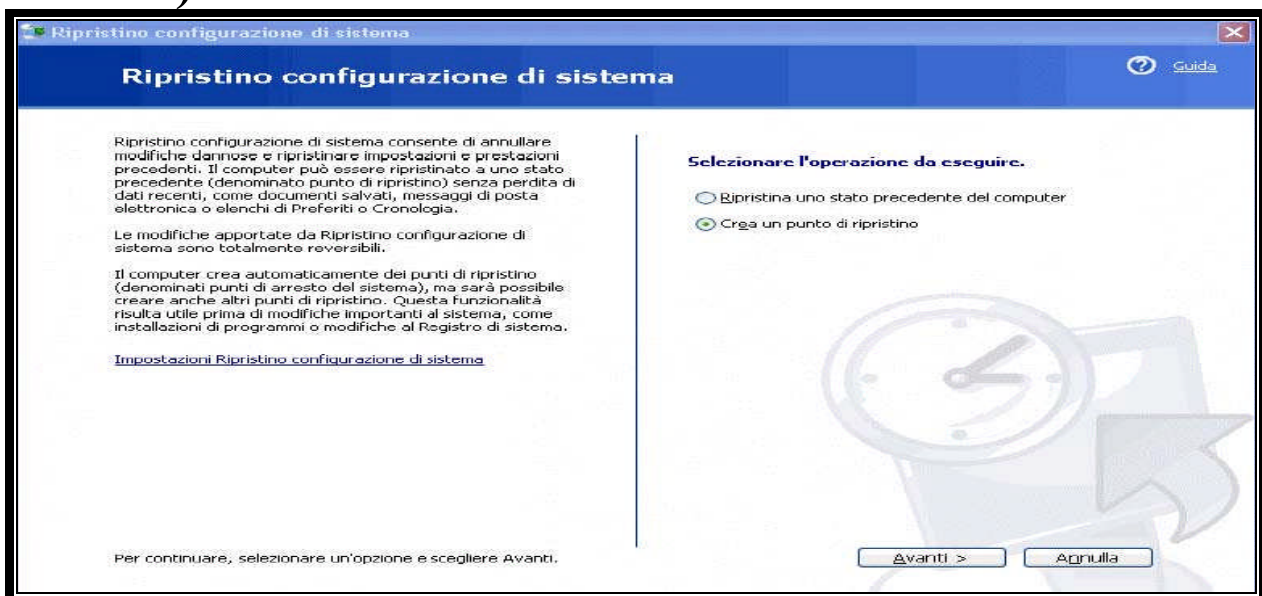 Ripristino configurazione di sistema
Ripristino configurazione di sistema
Guida
Ripristino configurazione di sistema consente di annullare
modifiche dannose e ripristinare impostazioni e prestazioni
precedenti. Il computer può essere ripristinato a uno stato
precedente (denominato punto di ripristino) senza perdita di
dati recenti, come documenti salvati, messaggi di posta
elettronica o elenchi di Preferiti o Cronologia.
Le modifiche apportate da Ripristino configurazione di
sistema sono totalmente reversibili.
Il computer crea automaticamente dei punti di ripristino
(denominati punti di arresto del sistema), ma sarà possibile
creare anche altri punti di ripristino. Questa funzionalità
risulta utile prima di modifiche importanti al sistema, come
installazioni di programmi o modifiche al Registro di sistema.
Impostazioni Ripristino configurazione di sistema
Per continuare, selezionare un'opzione e scegliere Avanti.
Selezionare l'operazione da eseguire.
Ripristina uno stato precedente del computer
Crea un punto di ripristino
Avanti >
Annulla